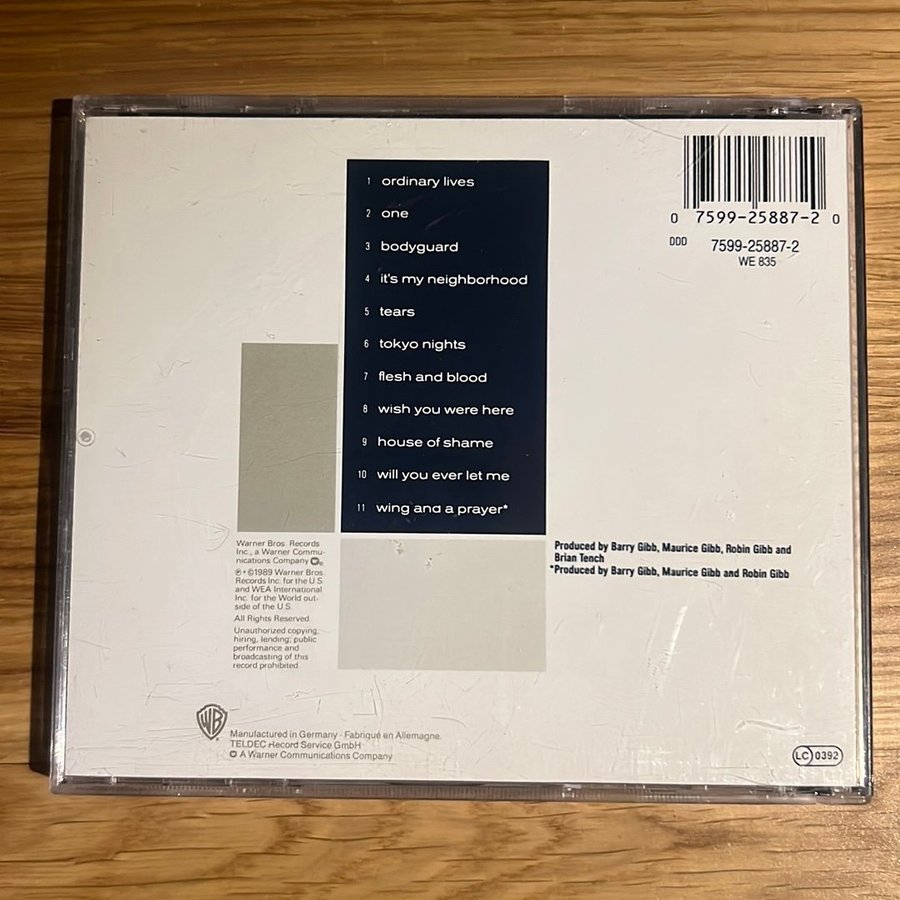 1 ordinary lives
2 one
3 bodyguard
4 it's my neighborhood
5 tears
6 tokyo nights
7 flesh and blood
8 wish you were here
9 house of shame
10 will you ever let me
11 wing and a prayer*
0 7599-25887-2 0
DDD 7599-25887-2
WE 835
Warner Bros. Records
Inc., a Warner Commu-
nications Company
℗+©1989 Warner Bros.
Records Inc. for the U.S.
and WEA International
Inc. for the World out-
side of the U.S.
All Rights Reserved.
Unauthorized copying,
hiring, lending, public
performance and
broadcasting of this
record prohibited.
Produced by Barry Gibb, Maurice Gibb, Robin Gibb and
Brian Tench
*Produced by Barry Gibb, Maurice Gibb and Robin Gibb
WB
Manufactured in Germany · Fabriqué en Allemagne.
TELDEC Record Service GmbH
A Warner Communications Company
LC 0392